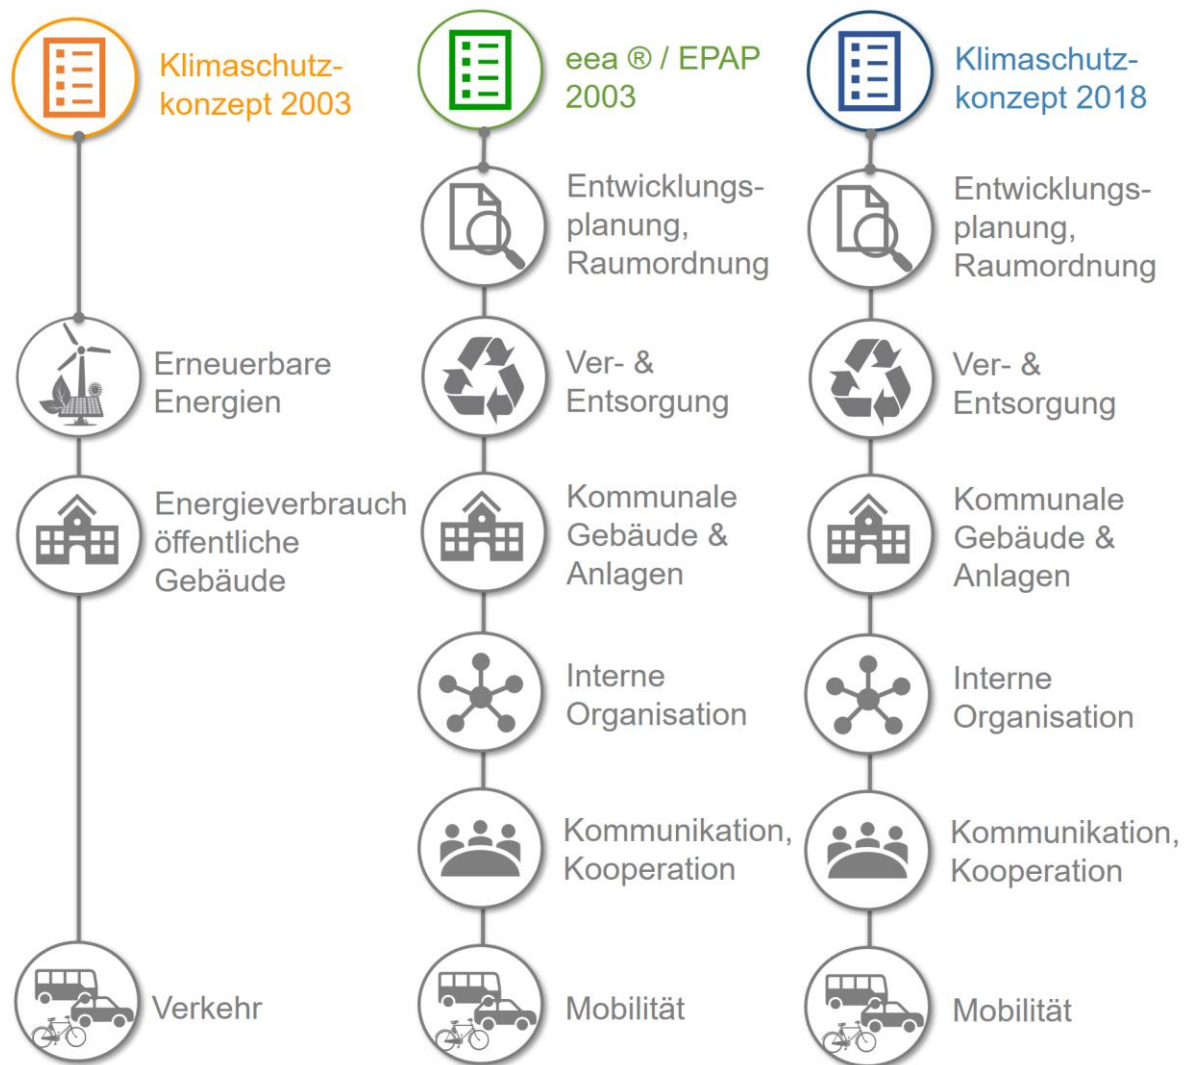 Klimaschutz-
konzept 2003
Erneuerbare
Energien
Energieverbrauch
öffentliche
Gebäude
Verkehr
eea ® / EPAP
2003
Entwicklungs-
planung,
Raumordnung
Ver- &
Entsorgung
Kommunale
Gebäude &
Anlagen
Interne
Organisation
Kommunikation,
Kooperation
Mobilität
Klimaschutz-
konzept 2018
Entwicklungs-
planung,
Raumordnung
Ver- &
Entsorgung
Kommunale
Gebäude &
Anlagen
Interne
Organisation
Kommunikation,
Kooperation
Mobilität